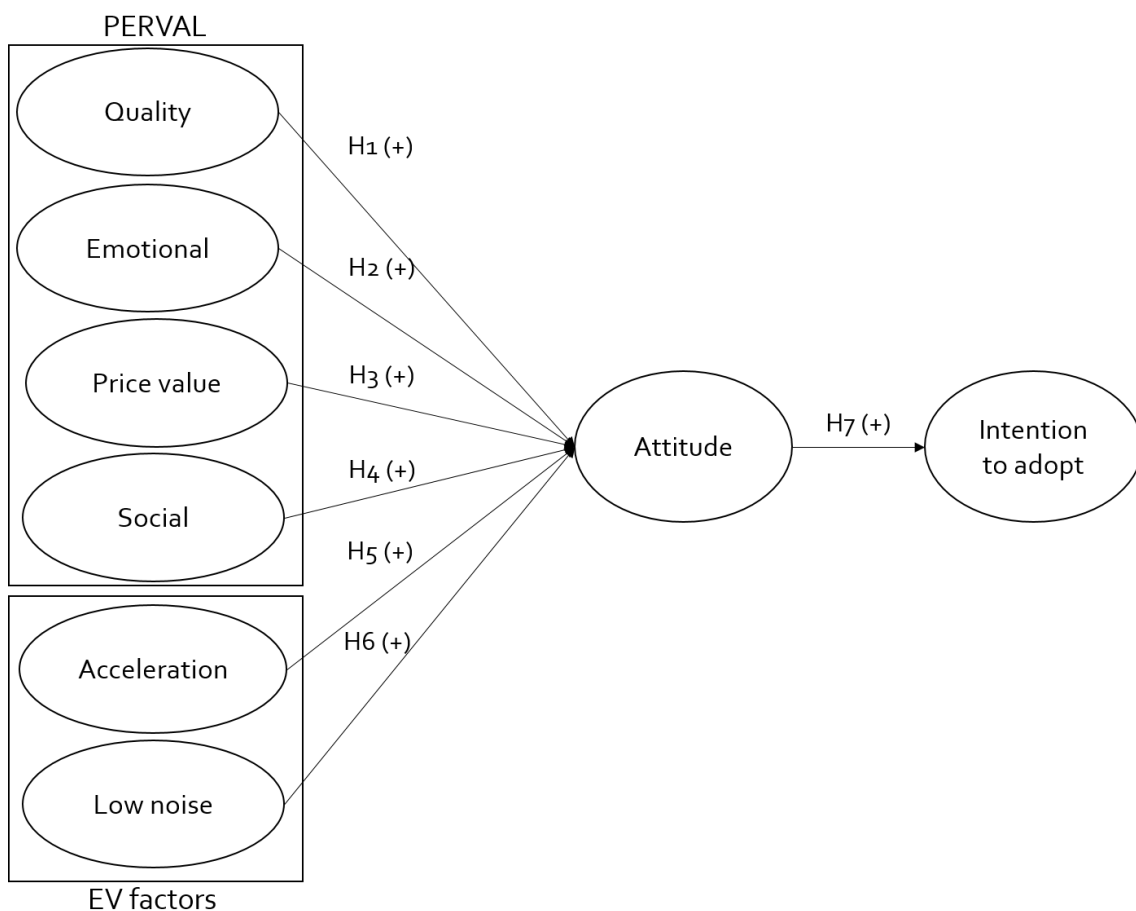 PERVAL
Quality
H1 (+)
Emotional
H2 (+)
Price value
H3 (+)
Social
H4 (+)
H5 (+)
Acceleration
H6 (+)
Low noise
EV factors
Attitude
H7 (+)
Intention
to adopt